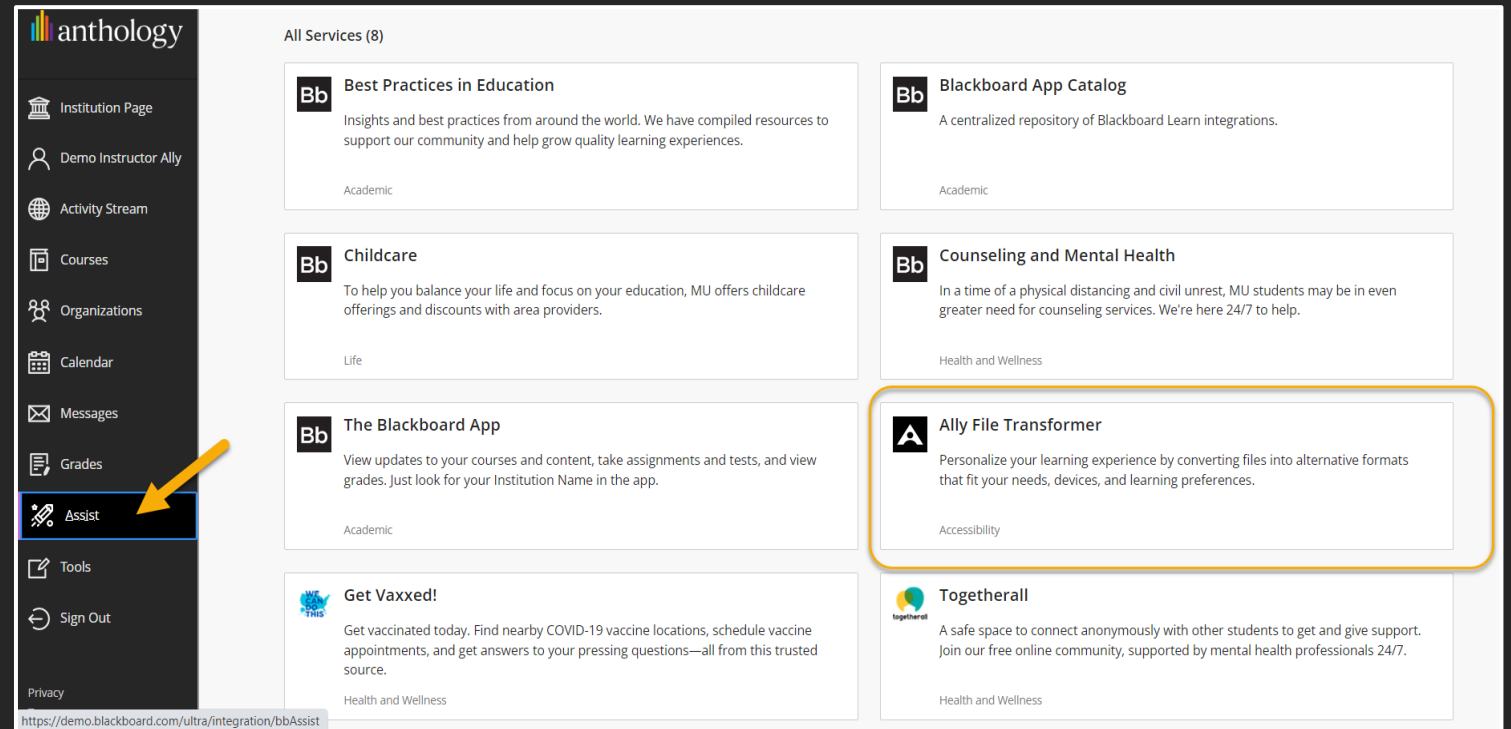 anthology
Institution Page
Demo Instructor Ally
Activity Stream
Courses
Organizations
Calendar
Messages
Grades
Assist
Tools
Sign Out
Privacy
https://demo.blackboard.com/ultra/integration/bbAssist
All Services (8)
Bb
Best Practices in Education
Insights and best practices from around the world. We have compiled resources to
support our community and help grow quality learning experiences.
Academic
Bb
Blackboard App Catalog
A centralized repository of Blackboard Learn integrations.
Academic
Bb
Childcare
To help you balance your life and focus on your education, MU offers childcare
offerings and discounts with area providers.
Life
Bb
Counseling and Mental Health
In a time of a physical distancing and civil unrest, MU students may be in even
greater need for counseling services. We're here 24/7 to help.
Health and Wellness
Bb
The Blackboard App
View updates to your courses and content, take assignments and tests, and view
grades. Just look for your Institution Name in the app.
Academic
Ally File Transformer
Personalize your learning experience by converting files into alternative formats
that fit your needs, devices, and learning preferences.
Accessibility
WE
CAN
DO
THIS
Get Vaxxed!
Get vaccinated today. Find nearby COVID-19 vaccine locations, schedule vaccine
appointments, and get answers to your pressing questions—all from this trusted
source.
Health and Wellness
togetherall
Togetherall
A safe space to connect anonymously with other students to get and give support.
Join our free online community, supported by mental health professionals 24/7.
Health and Wellness